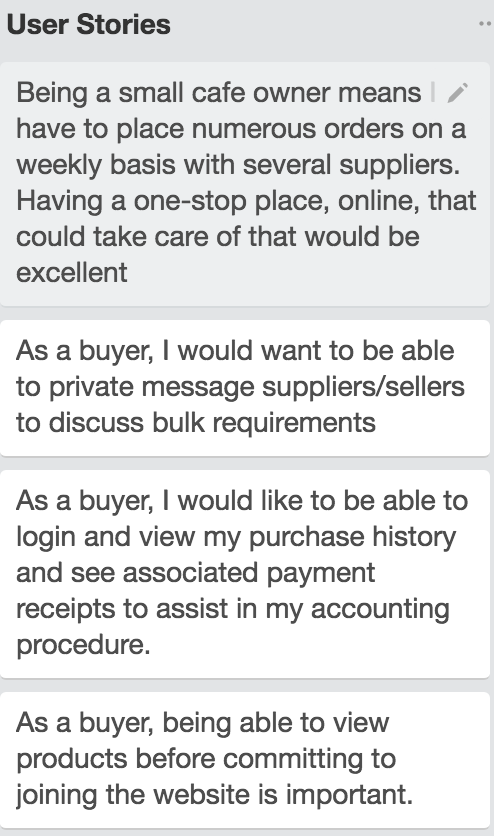 User Stories
Being a small cafe owner means I
have to place numerous orders on a
weekly basis with several suppliers.
Having a one-stop place, online, that
could take care of that would be
excellent
As a buyer, I would want to be able
to private message suppliers/sellers
to discuss bulk requirements
As a buyer, I would like to be able to
login and view my purchase history
and see associated payment
receipts to assist in my accounting
procedure.
As a buyer, being able to view
products before committing to
joining the website is important.